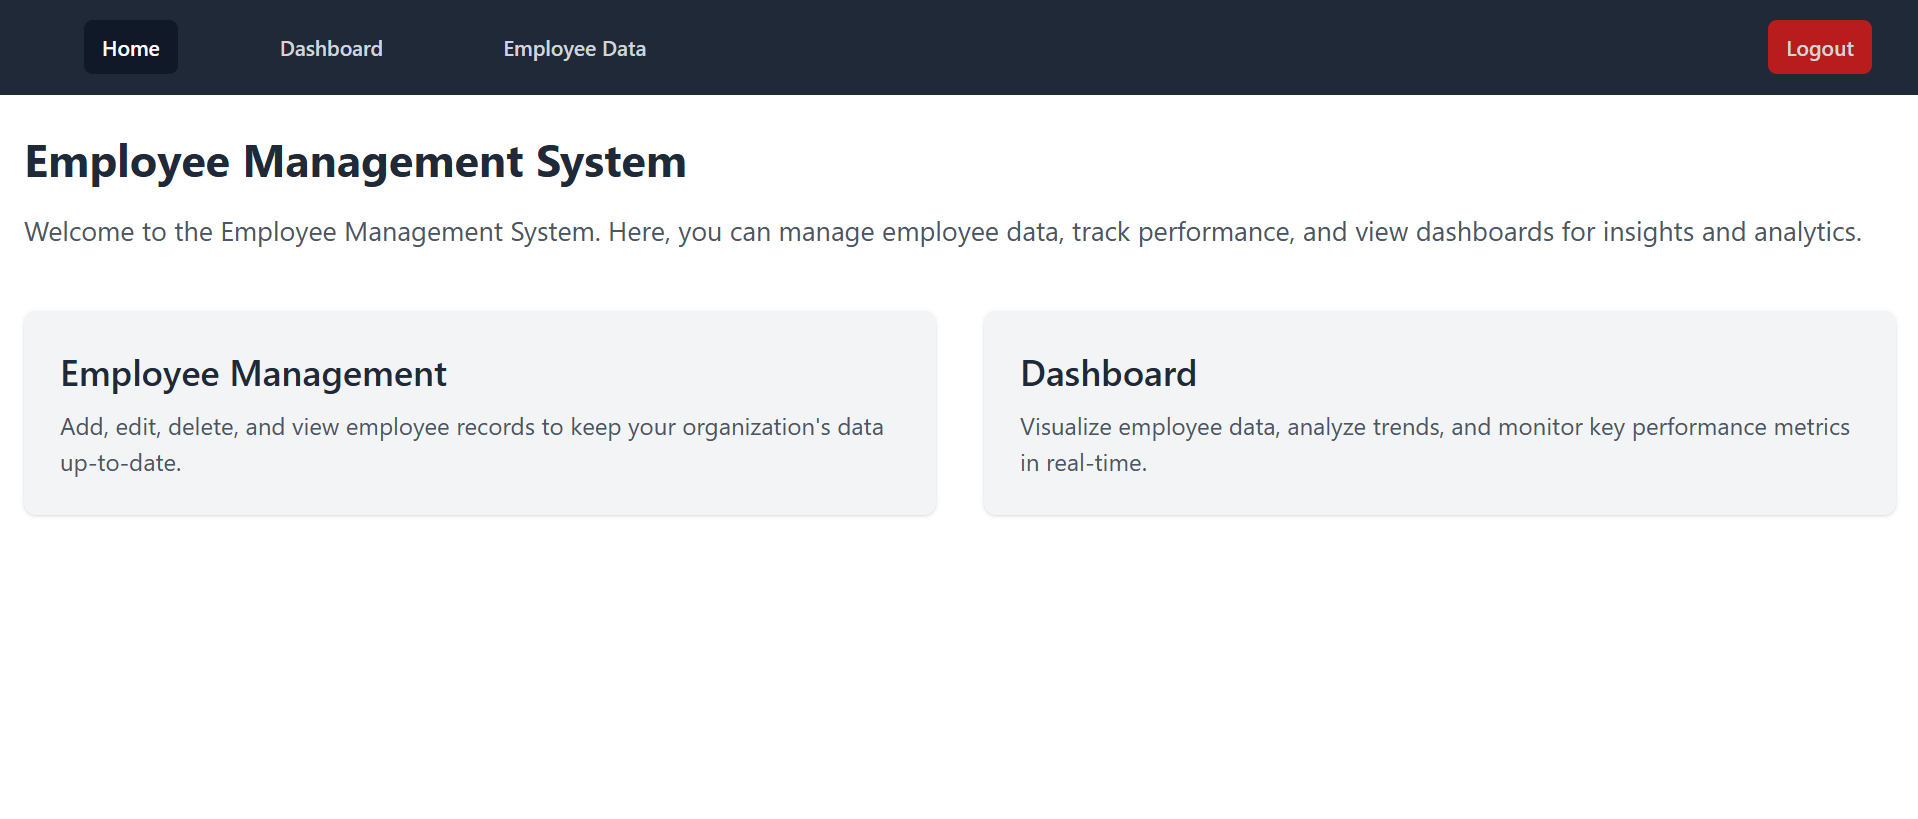 Home Dashboard Employee Data Logout
Employee Management System
Welcome to the Employee Management System. Here, you can manage employee data, track performance, and view dashboards for insights and analytics.
Employee Management
Add, edit, delete, and view employee records to keep your organization's data
up-to-date.
Dashboard
Visualize employee data, analyze trends, and monitor key performance metrics
in real-time.